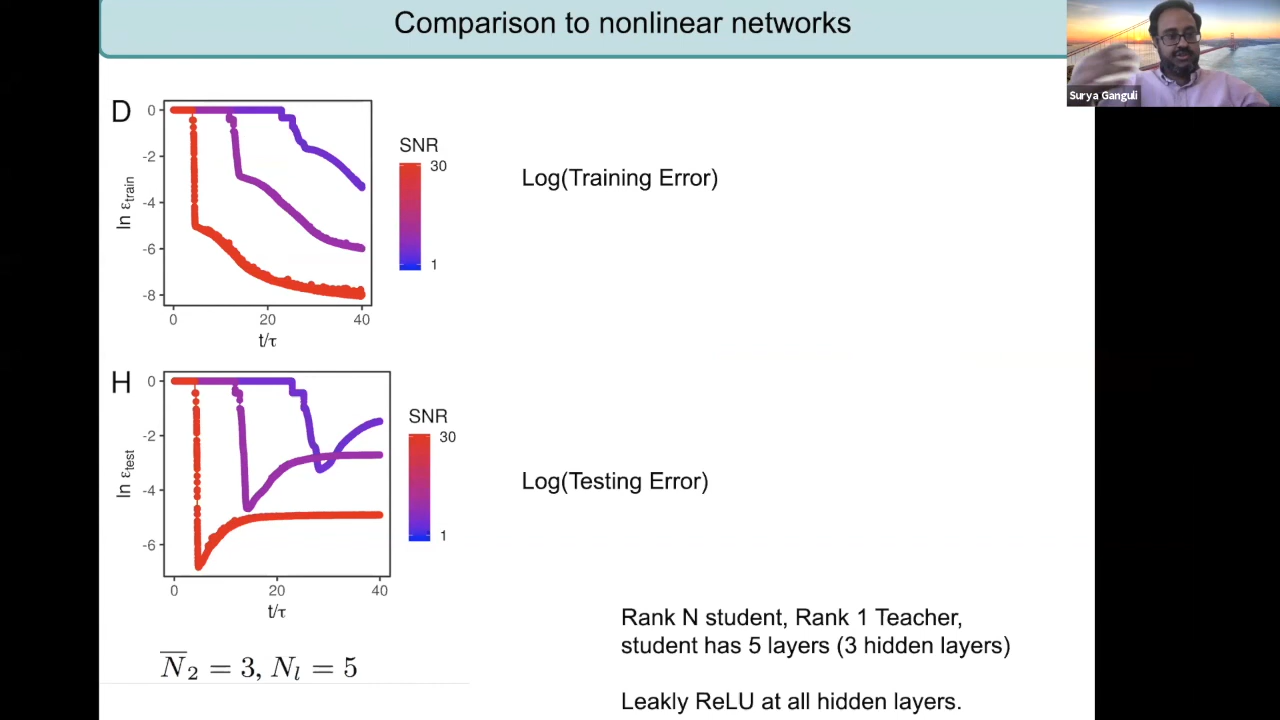 Comparison to nonlinear networks
Surya Ganguli
D
0
-2
-4
-6
-8
ln ε_train
0 20 40
t/τ
SNR
30
1
Log(Training Error)
H
0
-2
-4
-6
ln ε_test
0 20 40
t/τ
SNR
30
1
Log(Testing Error)
N̅₂ = 3, N_l = 5
Rank N student, Rank 1 Teacher,
student has 5 layers (3 hidden layers)
Leakly ReLU at all hidden layers.